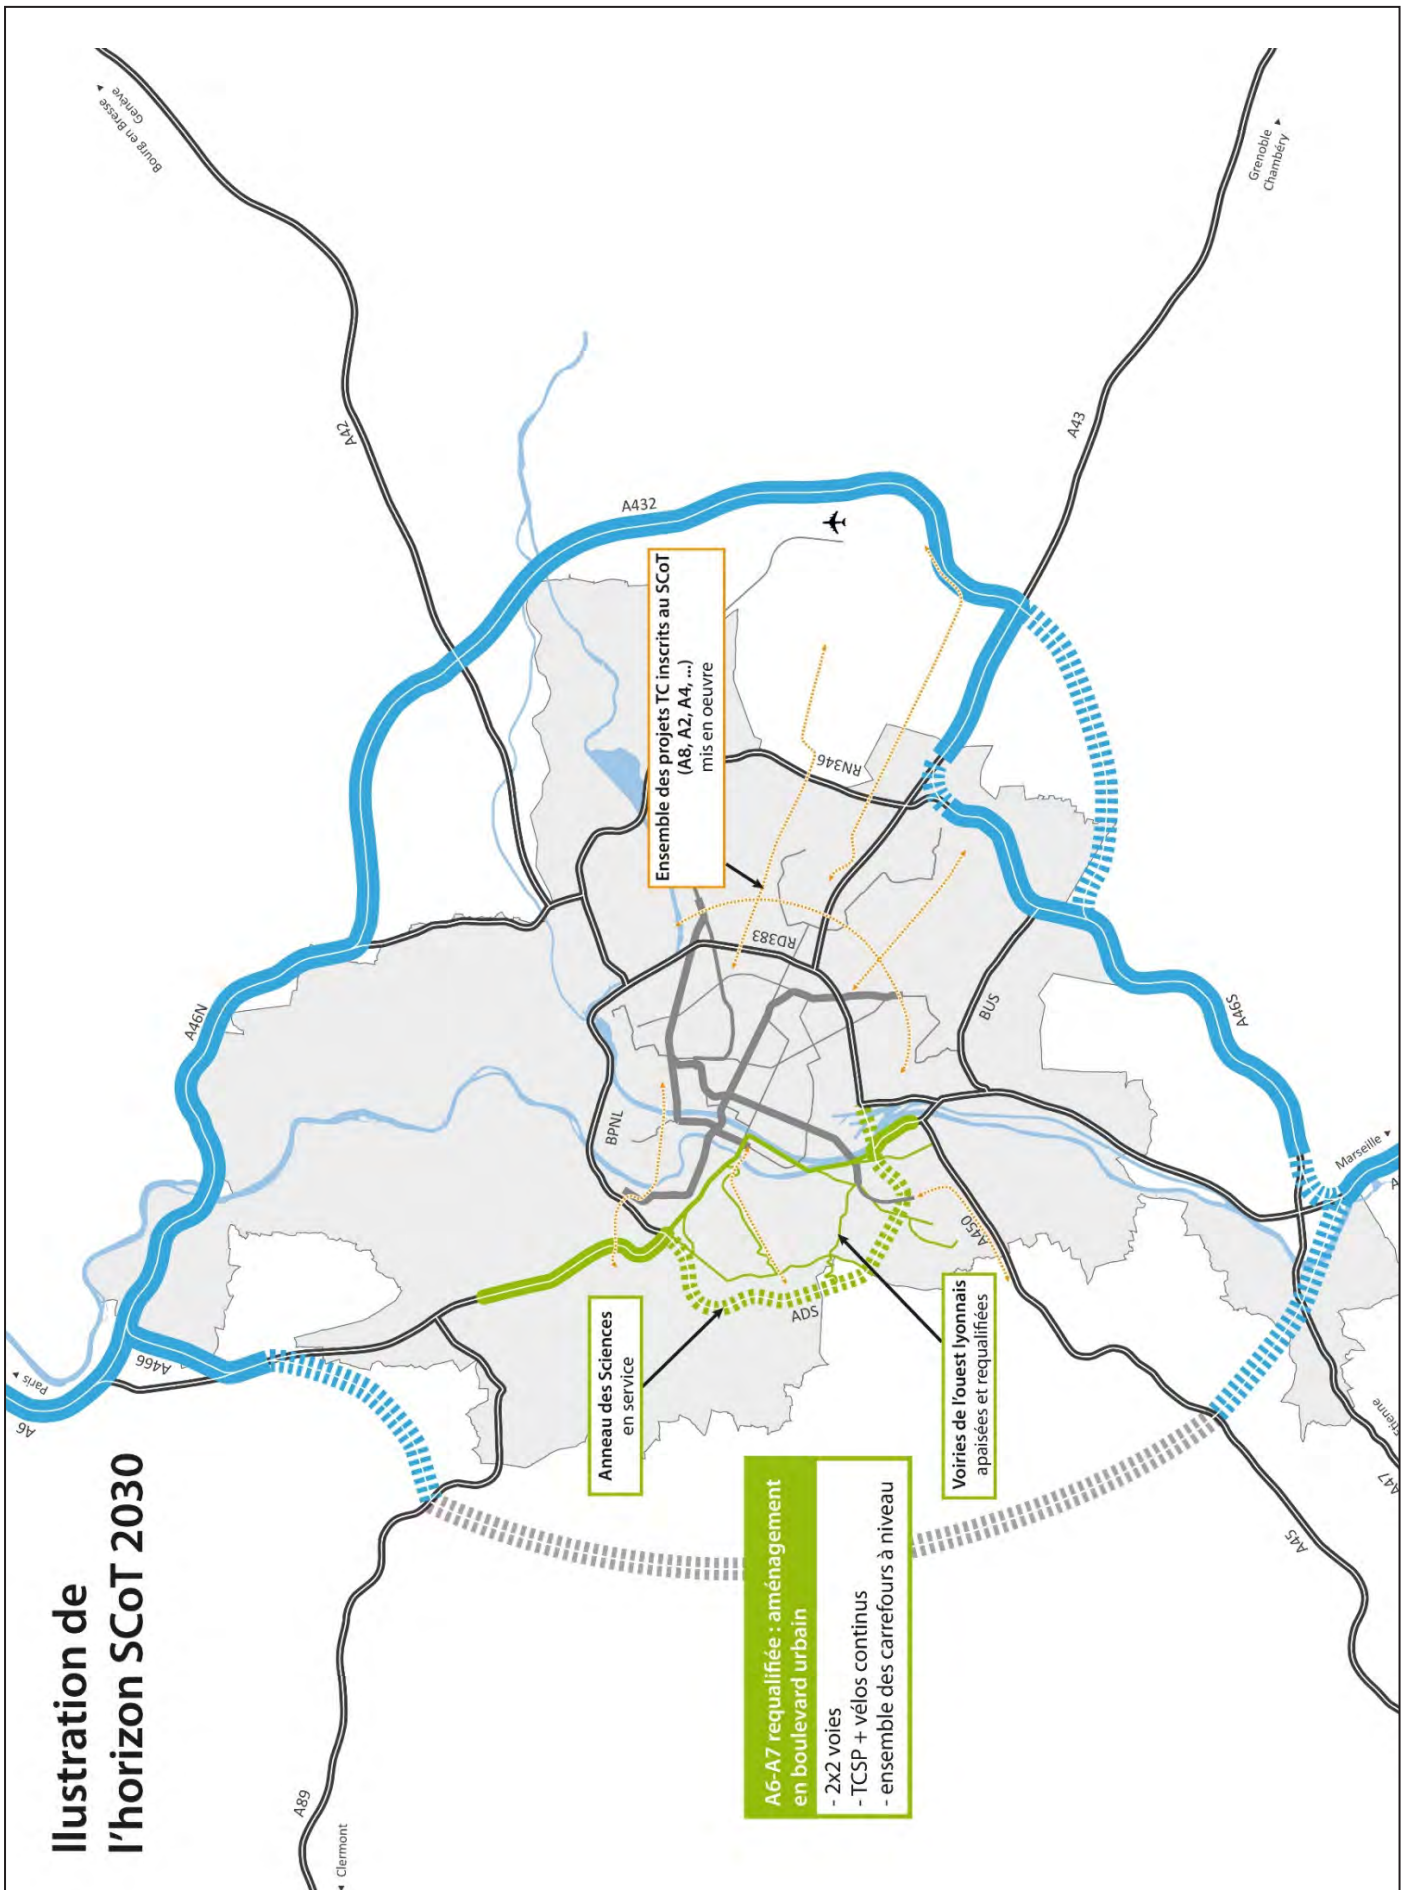 Illustration de
l'horizon SCoT 2030
A6
Paris
A466
A46N
Bourg en Bresse
Genève
A42
A432
Ensemble des projets TC inscrits au SCoT
(A8, A2, A4, ...)
mis en oeuvre
RN346
RD383
BPNL
Grenoble
Chambéry
A43
BUS
A46S
Marseille
A
A450
ADS
Anneau des Sciences
en service
Voiries de l'ouest lyonnais
apaisées et requalifiées
A6-A7 requalifiée : aménagement
en boulevard urbain
- 2x2 voies
- TCSP + vélos continus
- ensemble des carrefours à niveau
A89
Clermont
A45
A47